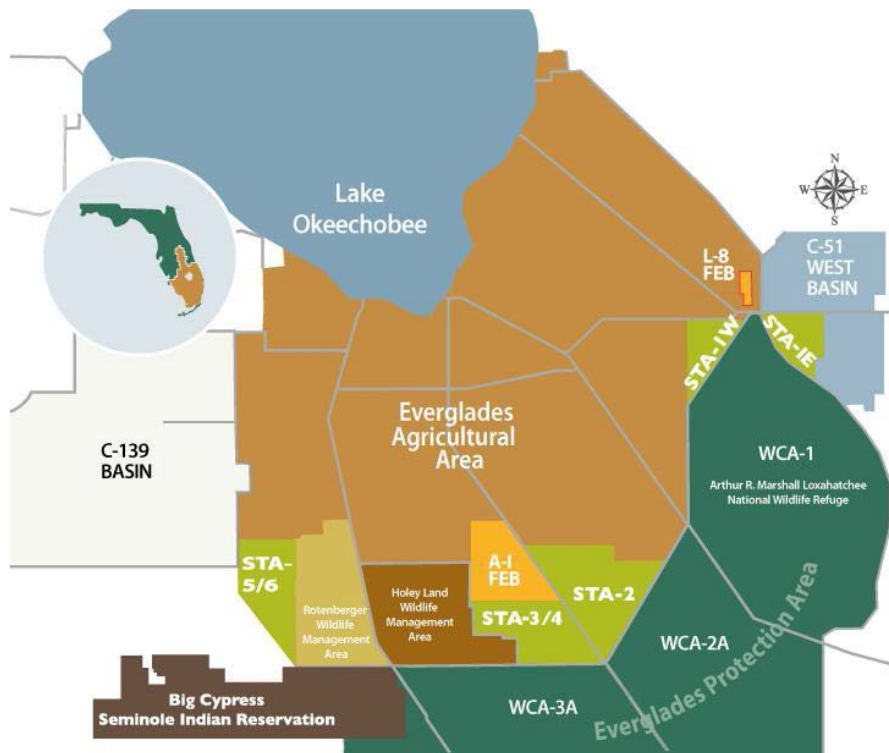 Lake
Okeechobee
N
W
E
S
L-8
FEB
C-51
WEST
BASIN
STA-1W
STA-1E
Everglades
Agricultural
Area
C-139
BASIN
WCA-1
Arthur R. Marshall Loxahatchee
National Wildlife Refuge
STA-
5/6
Rotenberger
Wildlife
Management
Area
Holey Land
Wildlife
Management
Area
A-1
FEB
STA-3/4
STA-2
WCA-2A
Everglades Protection Area
WCA-3A
Big Cypress
Seminole Indian Reservation